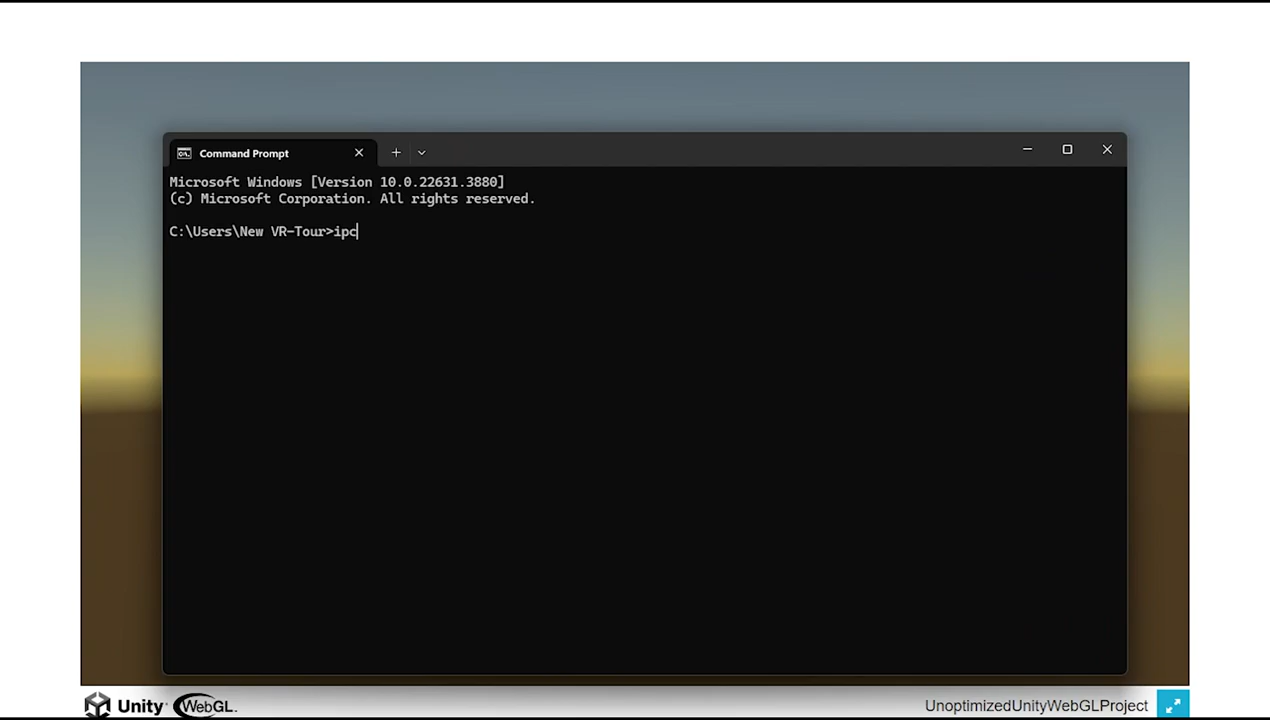 Command Prompt
Microsoft Windows [Version 10.0.22631.3880]
(c) Microsoft Corporation. All rights reserved.
C:\Users\New VR-Tour>ipc
Unity WebGL.
UnoptimizedUnityWebGLProject